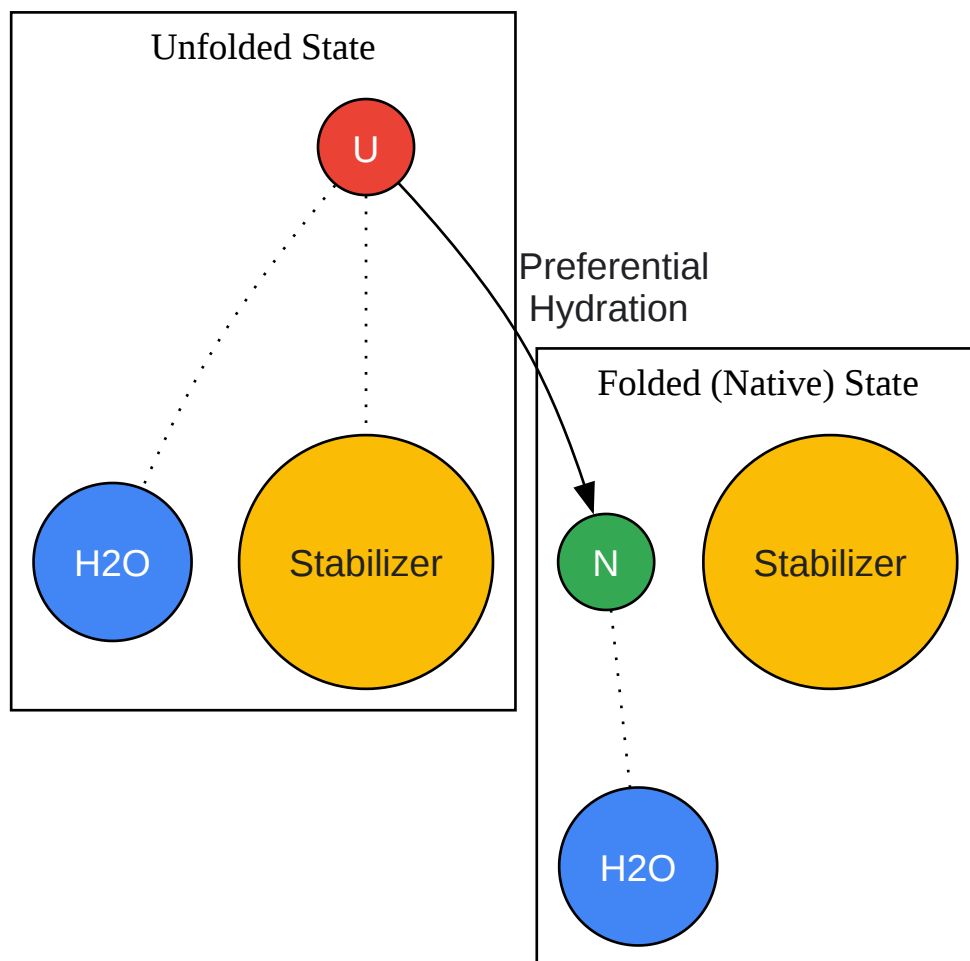 Unfolded State
U
Preferential
Hydration
Folded (Native) State
H2O
Stabilizer
N
Stabilizer
H2O